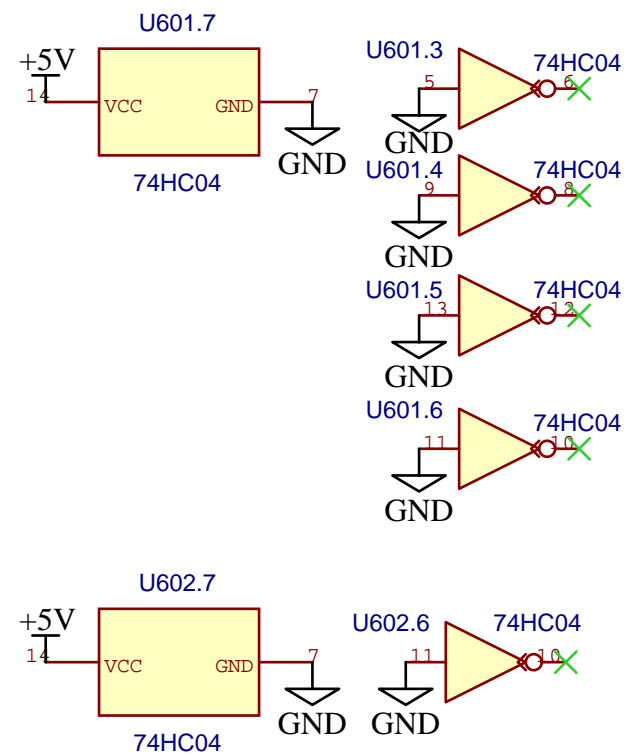 U601.7
+5V
14
VCC
GND
7
GND
74HC04
U601.3
74HC04
5
6
GND
U601.4
74HC04
9
8
GND
U601.5
74HC04
13
12
GND
U601.6
74HC04
11
10
GND
U602.7
+5V
14
VCC
GND
7
GND
74HC04
U602.6
74HC04
11
10
GND